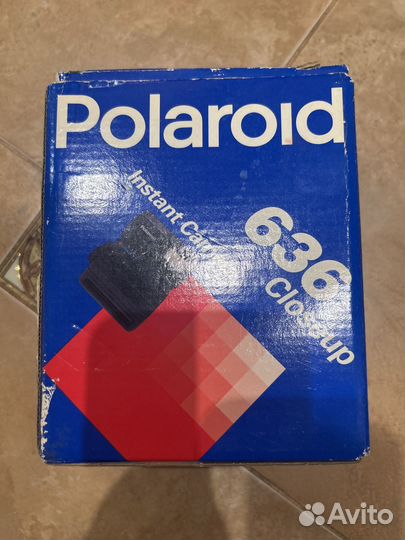 Polaroid
Instant Cam
636
Closeup
Avito